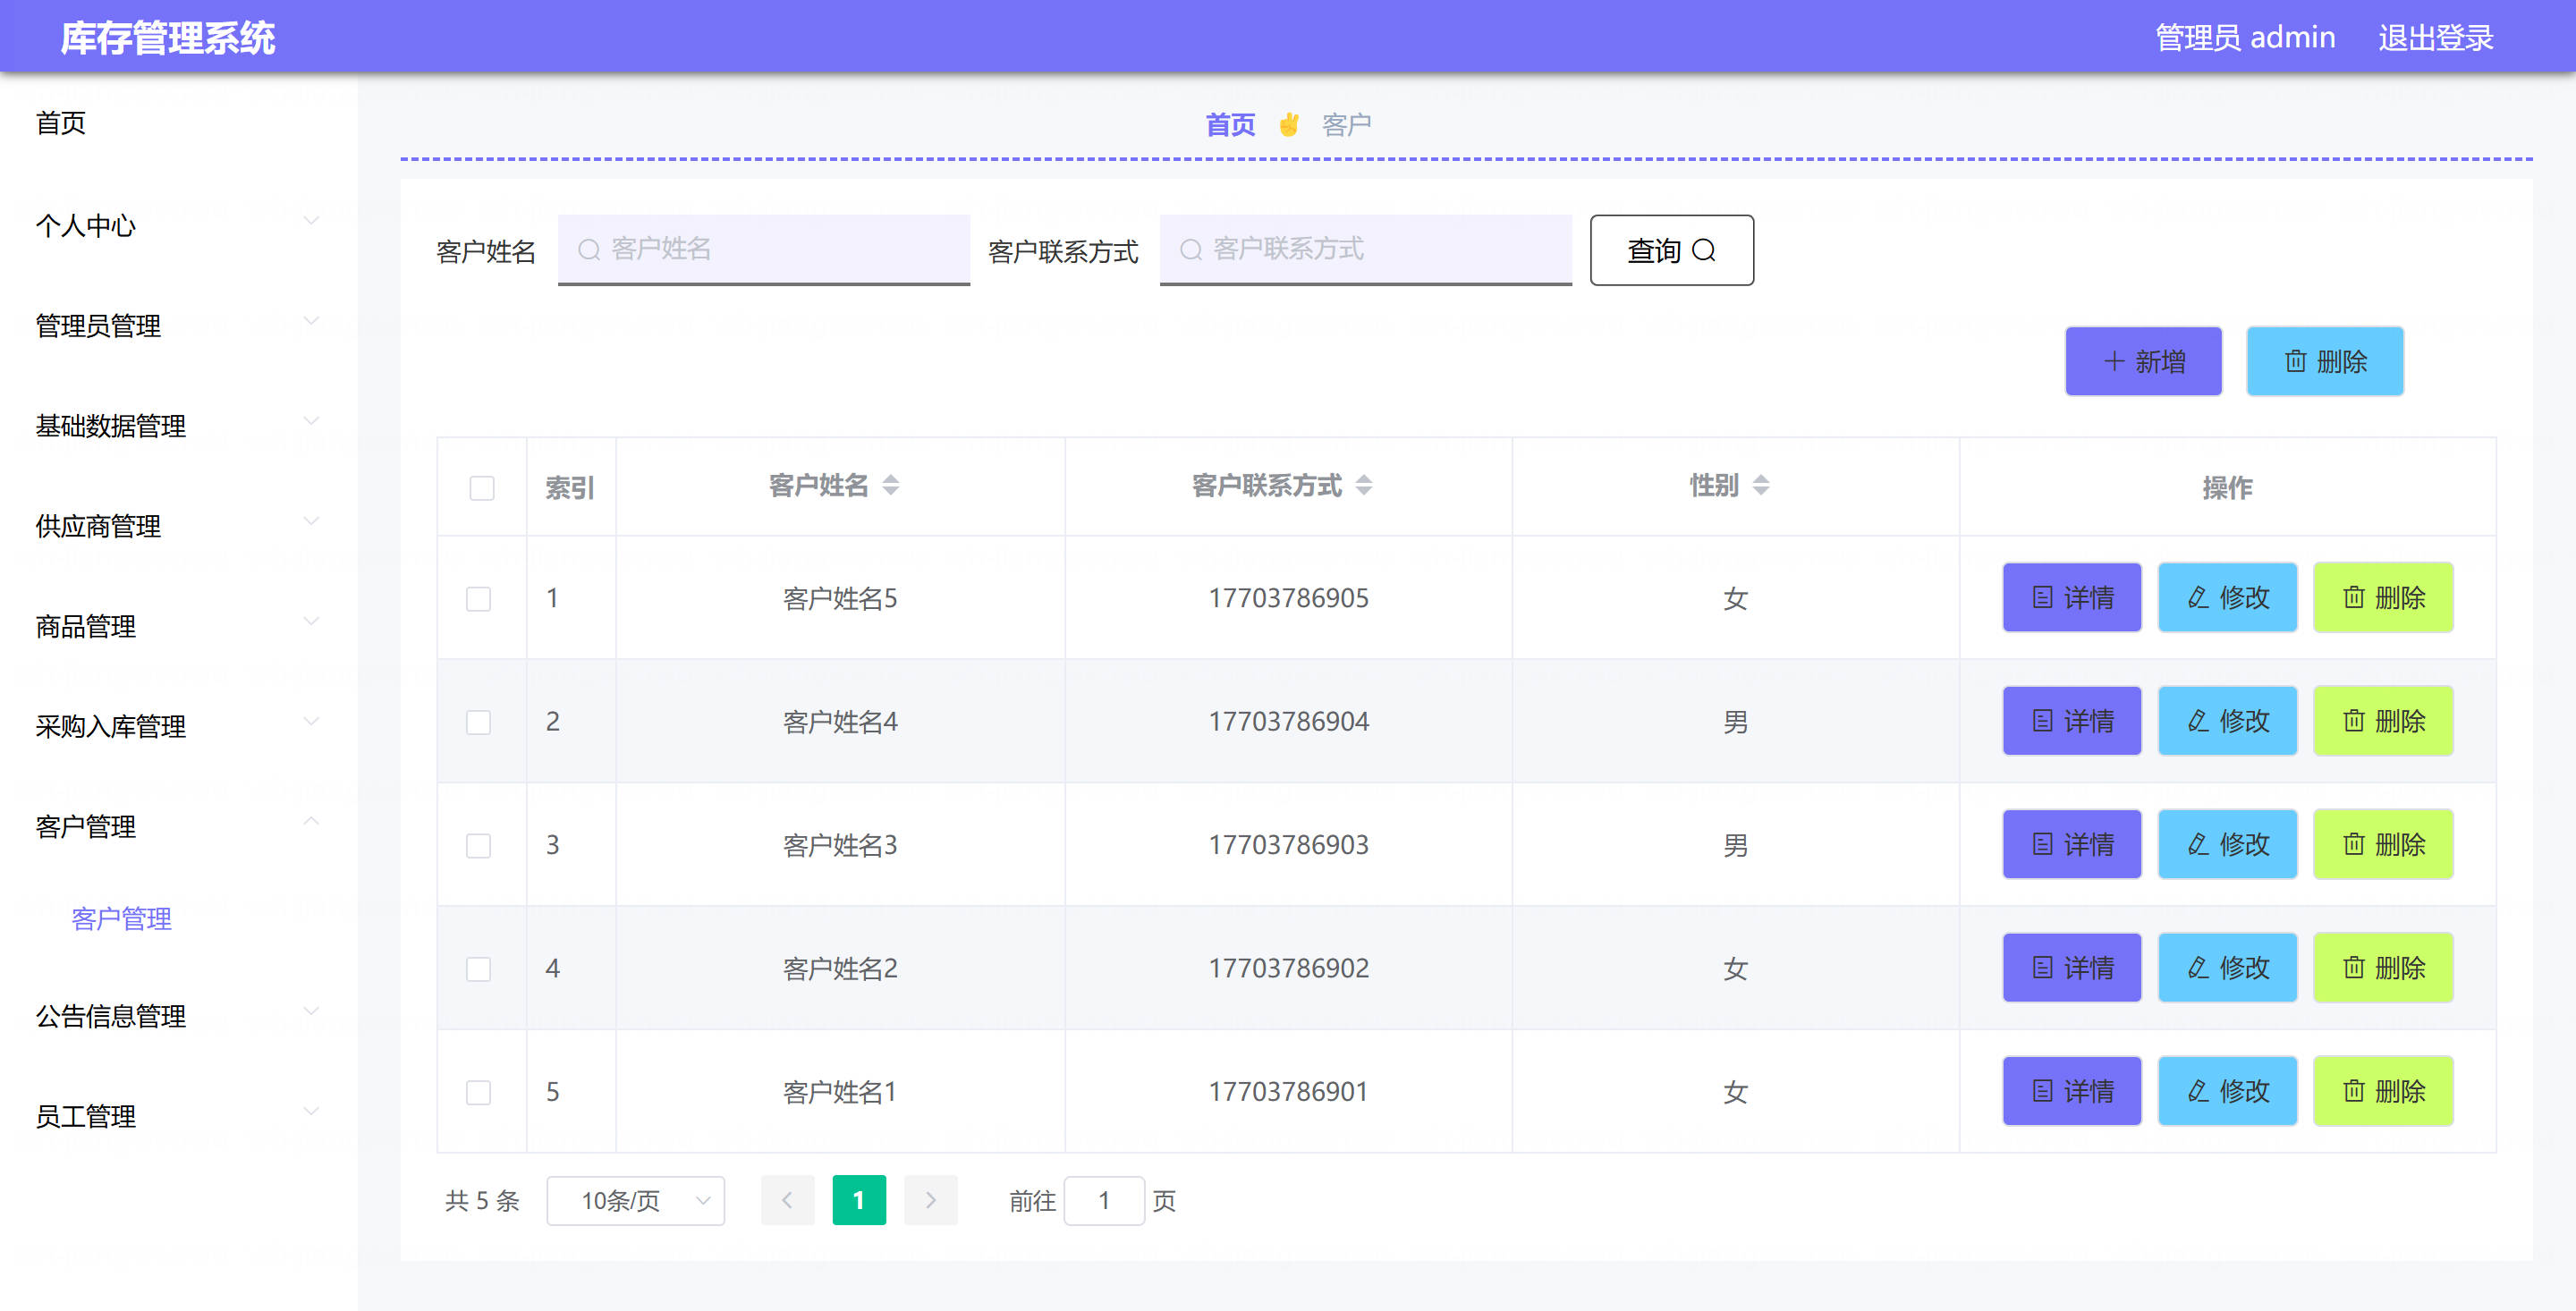 库存管理系统 管理员 admin 退出登录
首页
个人中心
管理员管理
基础数据管理
供应商管理
商品管理
采购入库管理
客户管理
客户管理
公告信息管理
员工管理
首页 客户
客户姓名 客户姓名 客户联系方式 客户联系方式 查询
新增 删除
索引 客户姓名 客户联系方式 性别 操作
1 客户姓名5 17703786905 女 详情 修改 删除
2 客户姓名4 17703786904 男 详情 修改 删除
3 客户姓名3 17703786903 男 详情 修改 删除
4 客户姓名2 17703786902 女 详情 修改 删除
5 客户姓名1 17703786901 女 详情 修改 删除
共 5 条 10条/页 1 前往 1 页